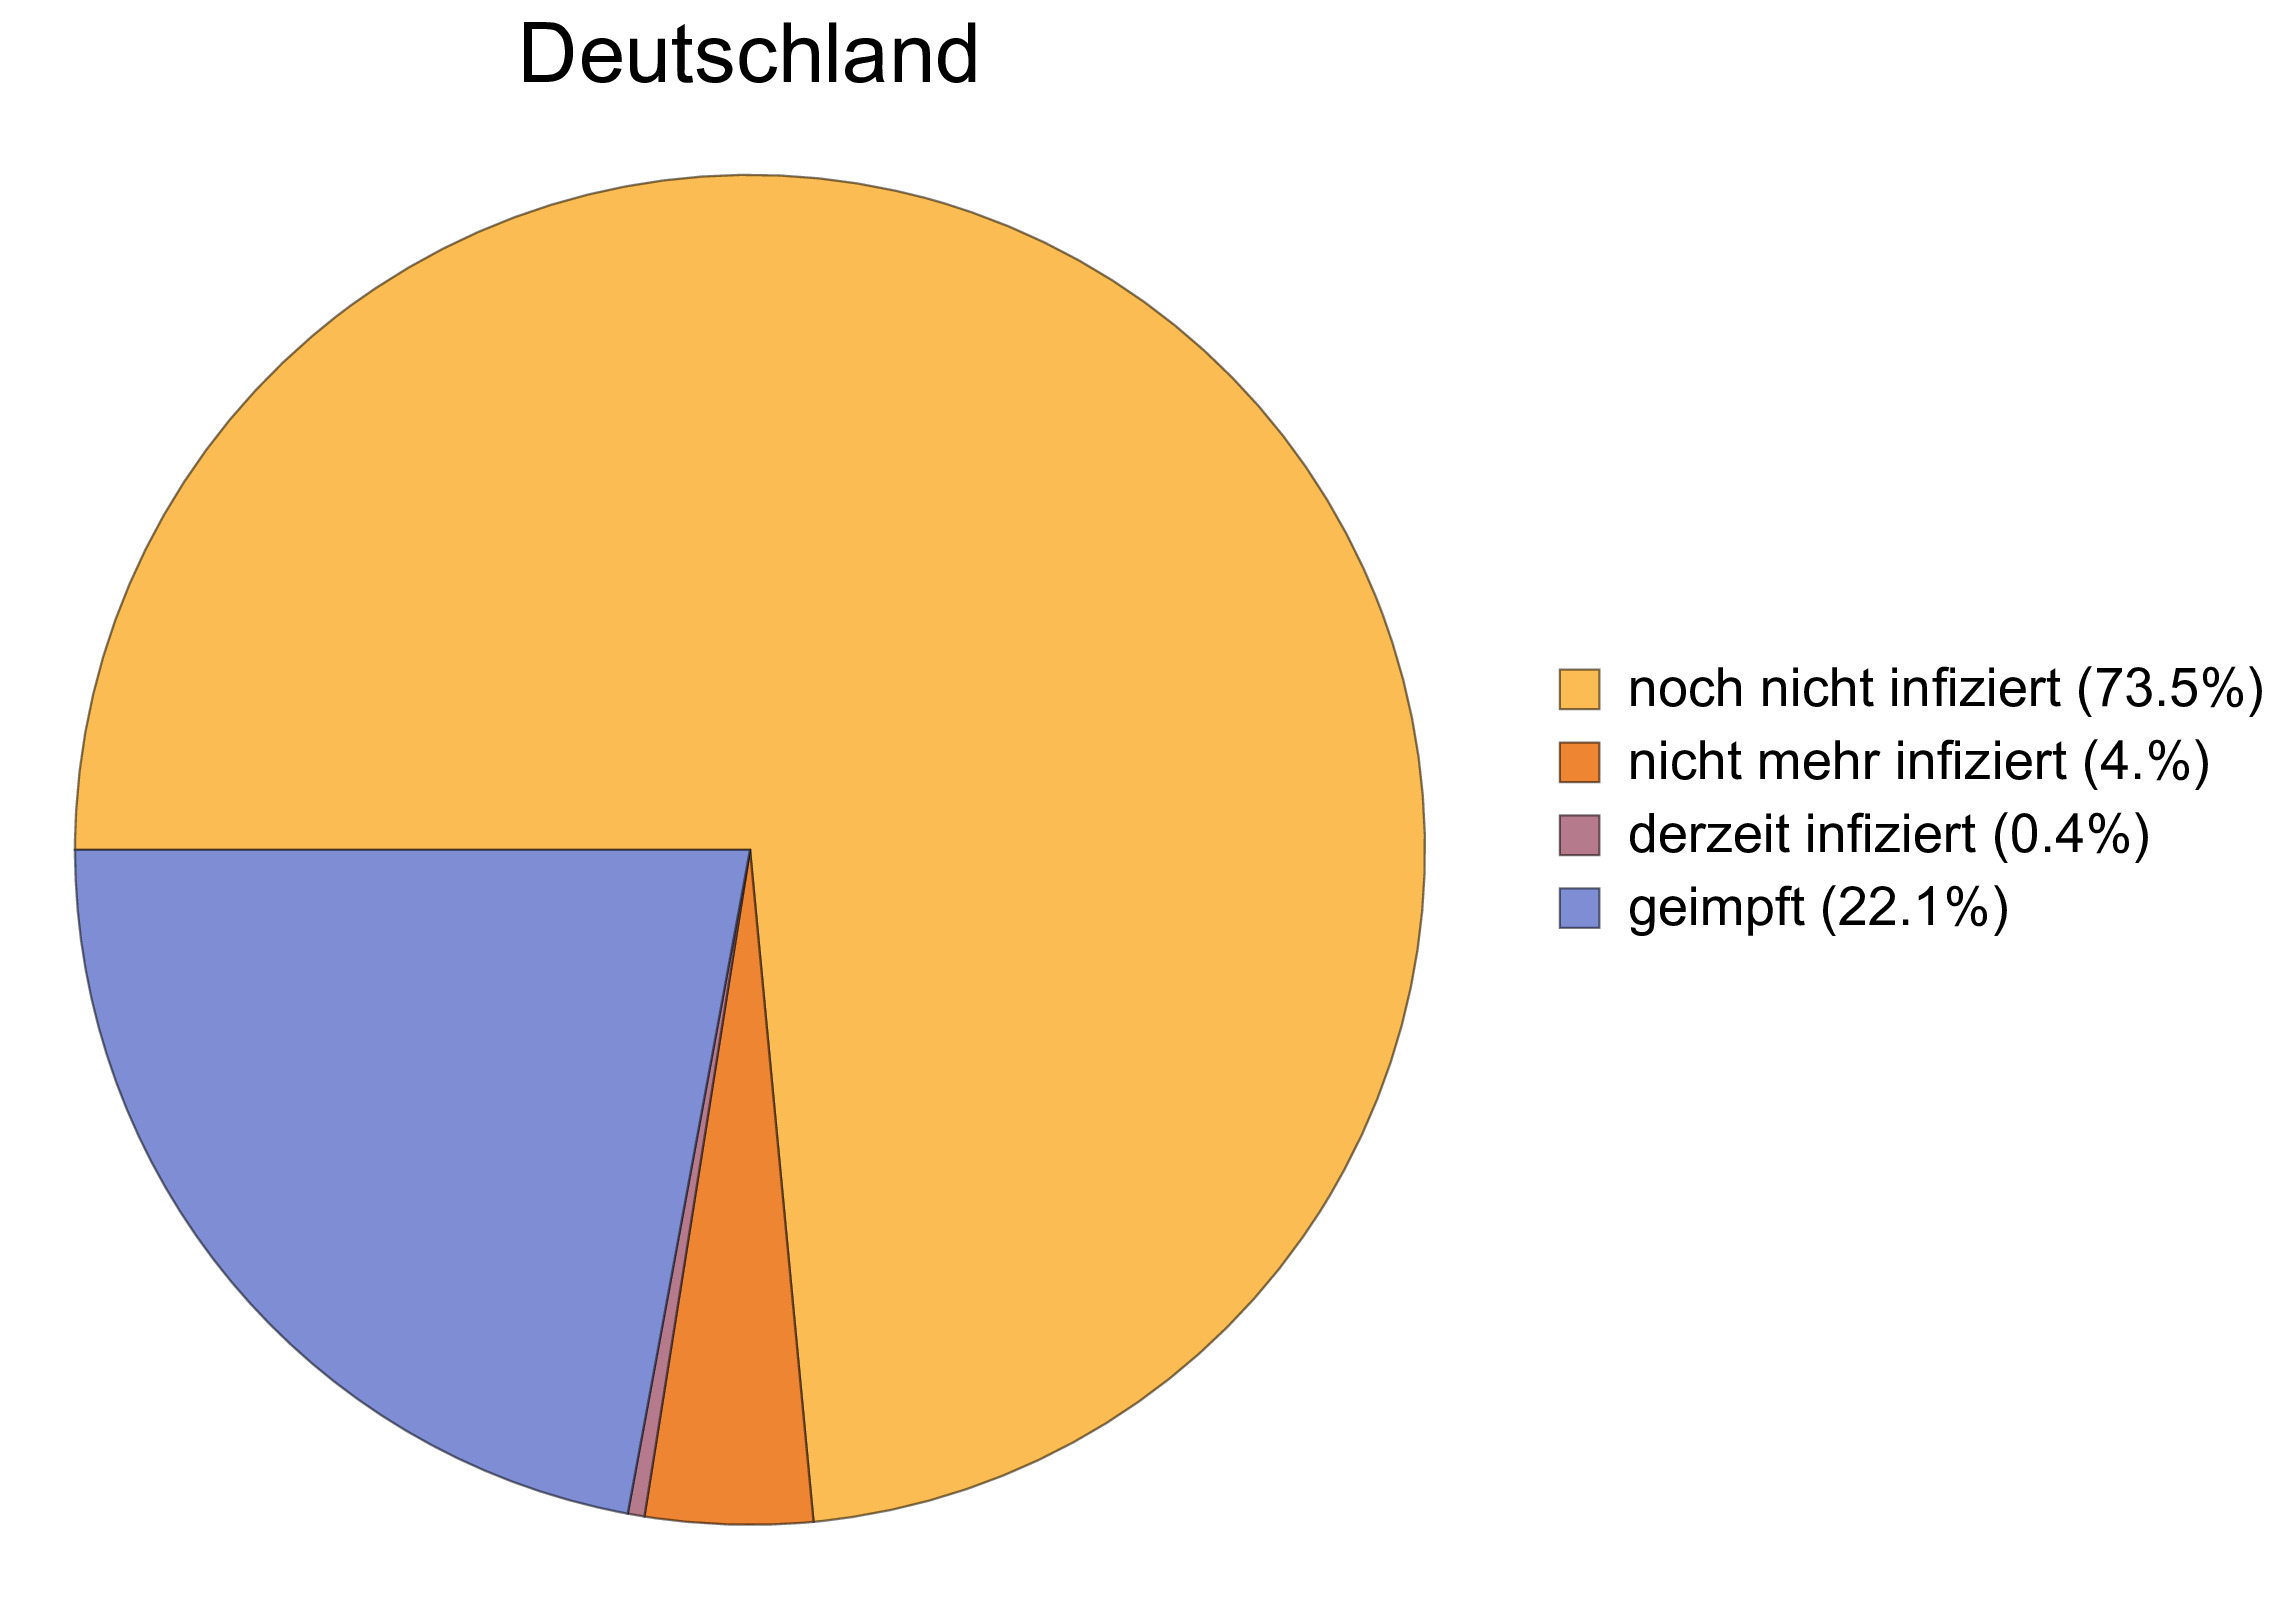 Deutschland
noch nicht infiziert (73.5%)
nicht mehr infiziert (4.%)
derzeit infiziert (0.4%)
geimpft (22.1%)